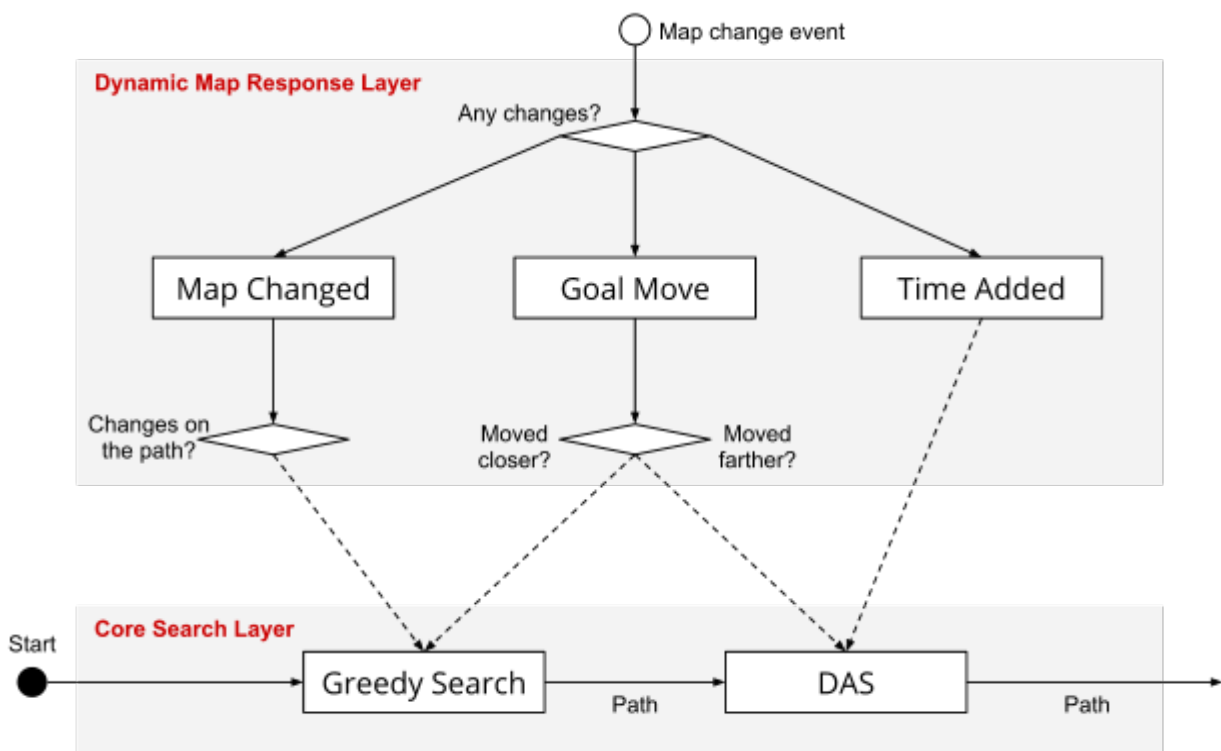 Map change event
Dynamic Map Response Layer
Any changes?
Map Changed
Goal Move
Time Added
Changes on
the path?
Moved
closer?
Moved
farther?
Core Search Layer
Start
Greedy Search
Path
DAS
Path